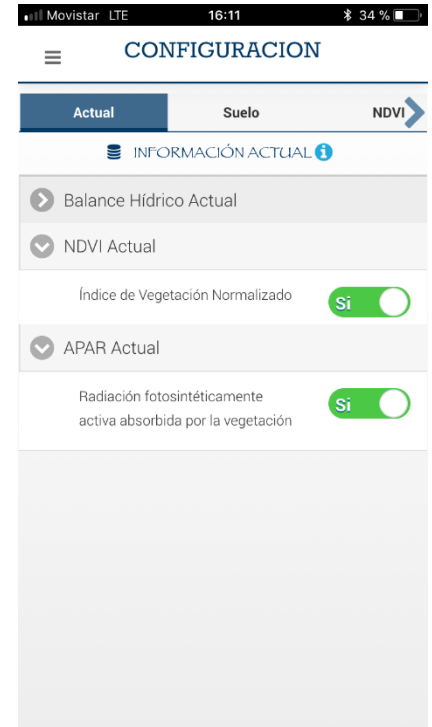 Movistar LTE 16:11 34 %
CONFIGURACION
Actual Suelo NDVI
INFORMACIÓN ACTUAL i
Balance Hídrico Actual
NDVI Actual
Índice de Vegetación Normalizado Si
APAR Actual
Radiación fotosintéticamente
activa absorbida por la vegetación Si